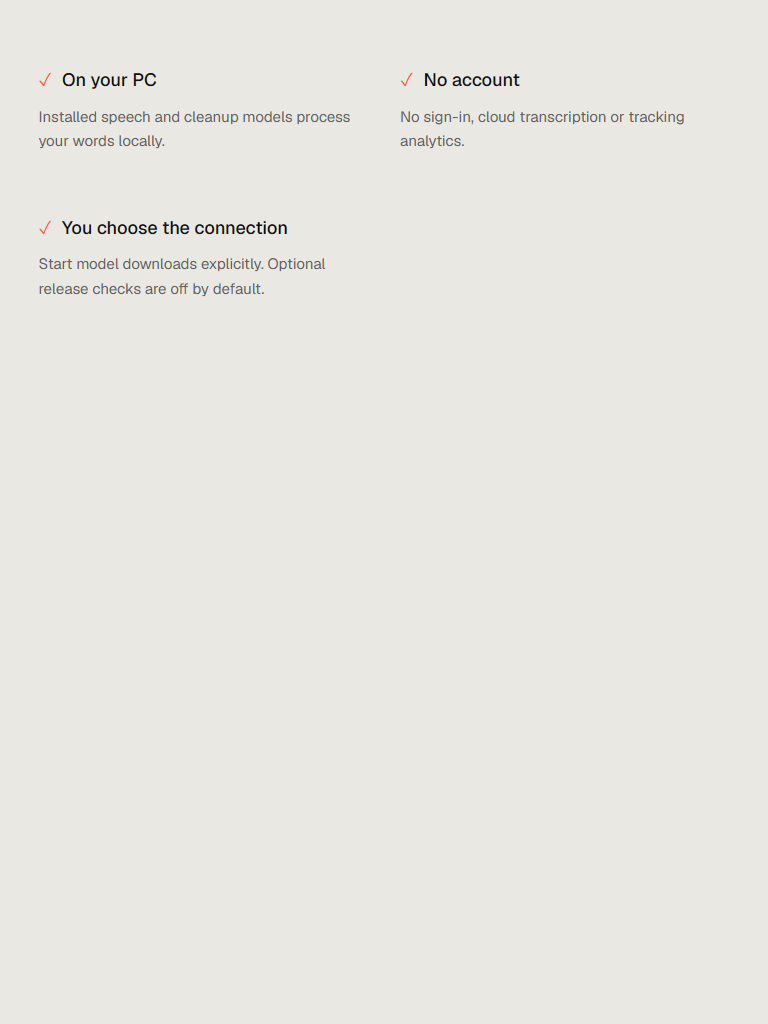 ✓ On your PC
Installed speech and cleanup models process
your words locally.
✓ No account
No sign-in, cloud transcription or tracking
analytics.
✓ You choose the connection
Start model downloads explicitly. Optional
release checks are off by default.